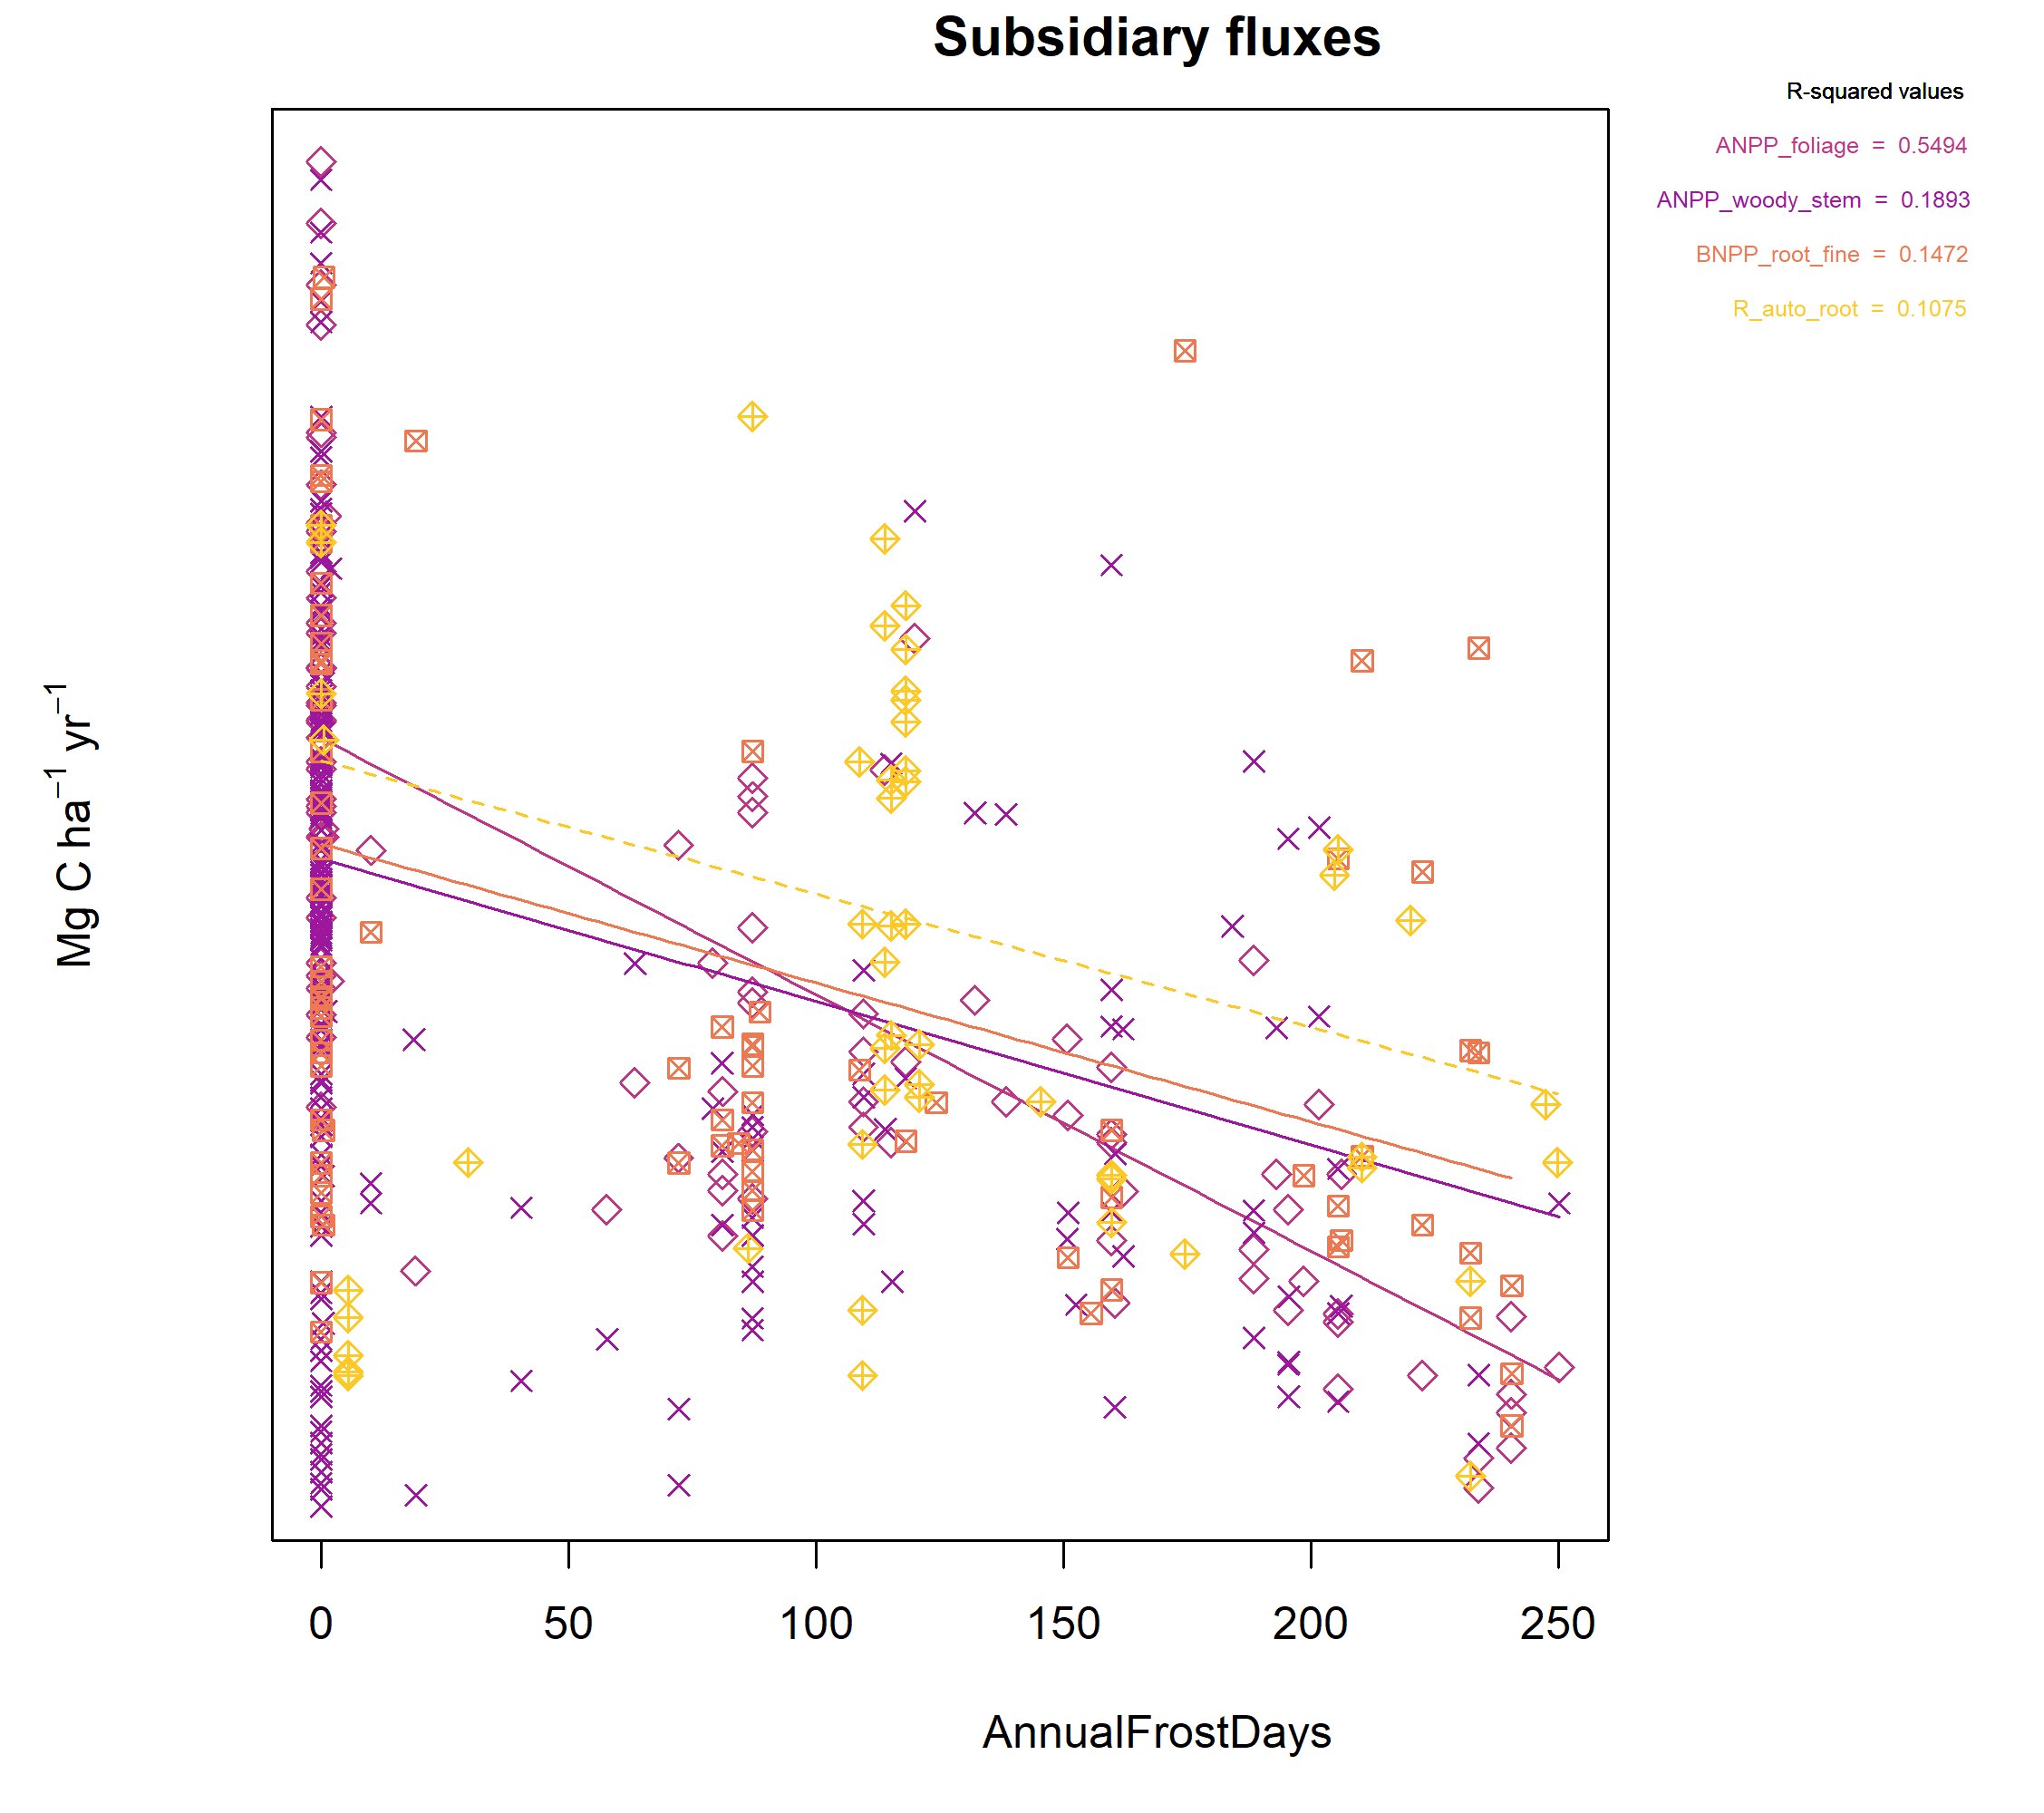 Subsidiary fluxes
R-squared values
ANPP_foliage = 0.5494
ANPP_woody_stem = 0.1893
BNPP_root_fine = 0.1472
R_auto_root = 0.1075
Mg C ha⁻¹ yr⁻¹
0 50 100 150 200 250
AnnualFrostDays